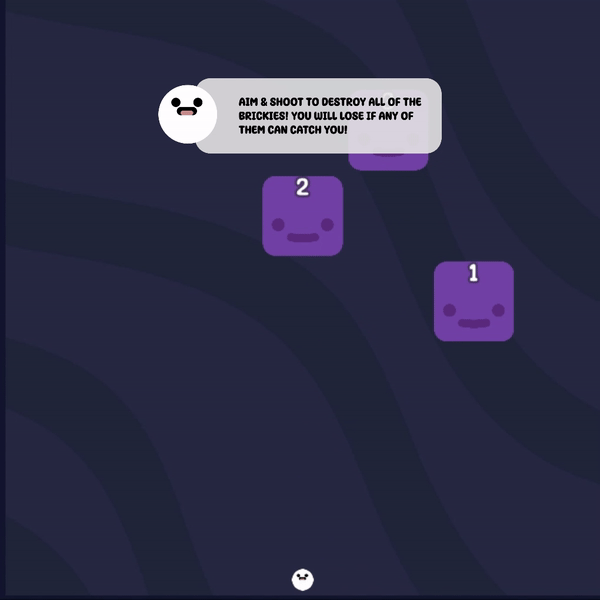 AIM & SHOOT TO DESTROY ALL OF THE
BRICKIES! YOU WILL LOSE IF ANY OF
THEM CAN CATCH YOU!
2
1